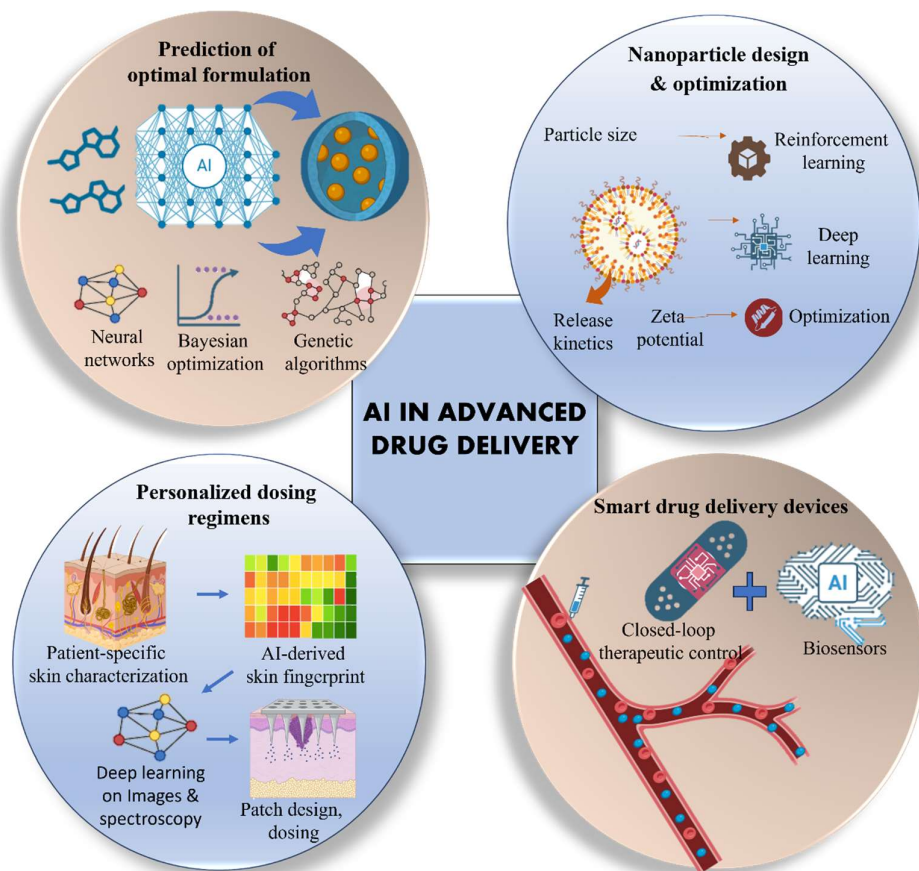 Prediction of
optimal formulation
AI
Neural
networks
Bayesian
optimization
Genetic
algorithms
Nanoparticle design
& optimization
Particle size
Reinforcement
learning
Deep
learning
Release
kinetics
Zeta
potential
Optimization
AI IN ADVANCED
DRUG DELIVERY
Personalized dosing
regimens
Patient-specific
skin characterization
AI-derived
skin fingerprint
Deep learning
on Images &
spectroscopy
Patch design,
dosing
Smart drug delivery devices
AI
Closed-loop
therapeutic control
Biosensors